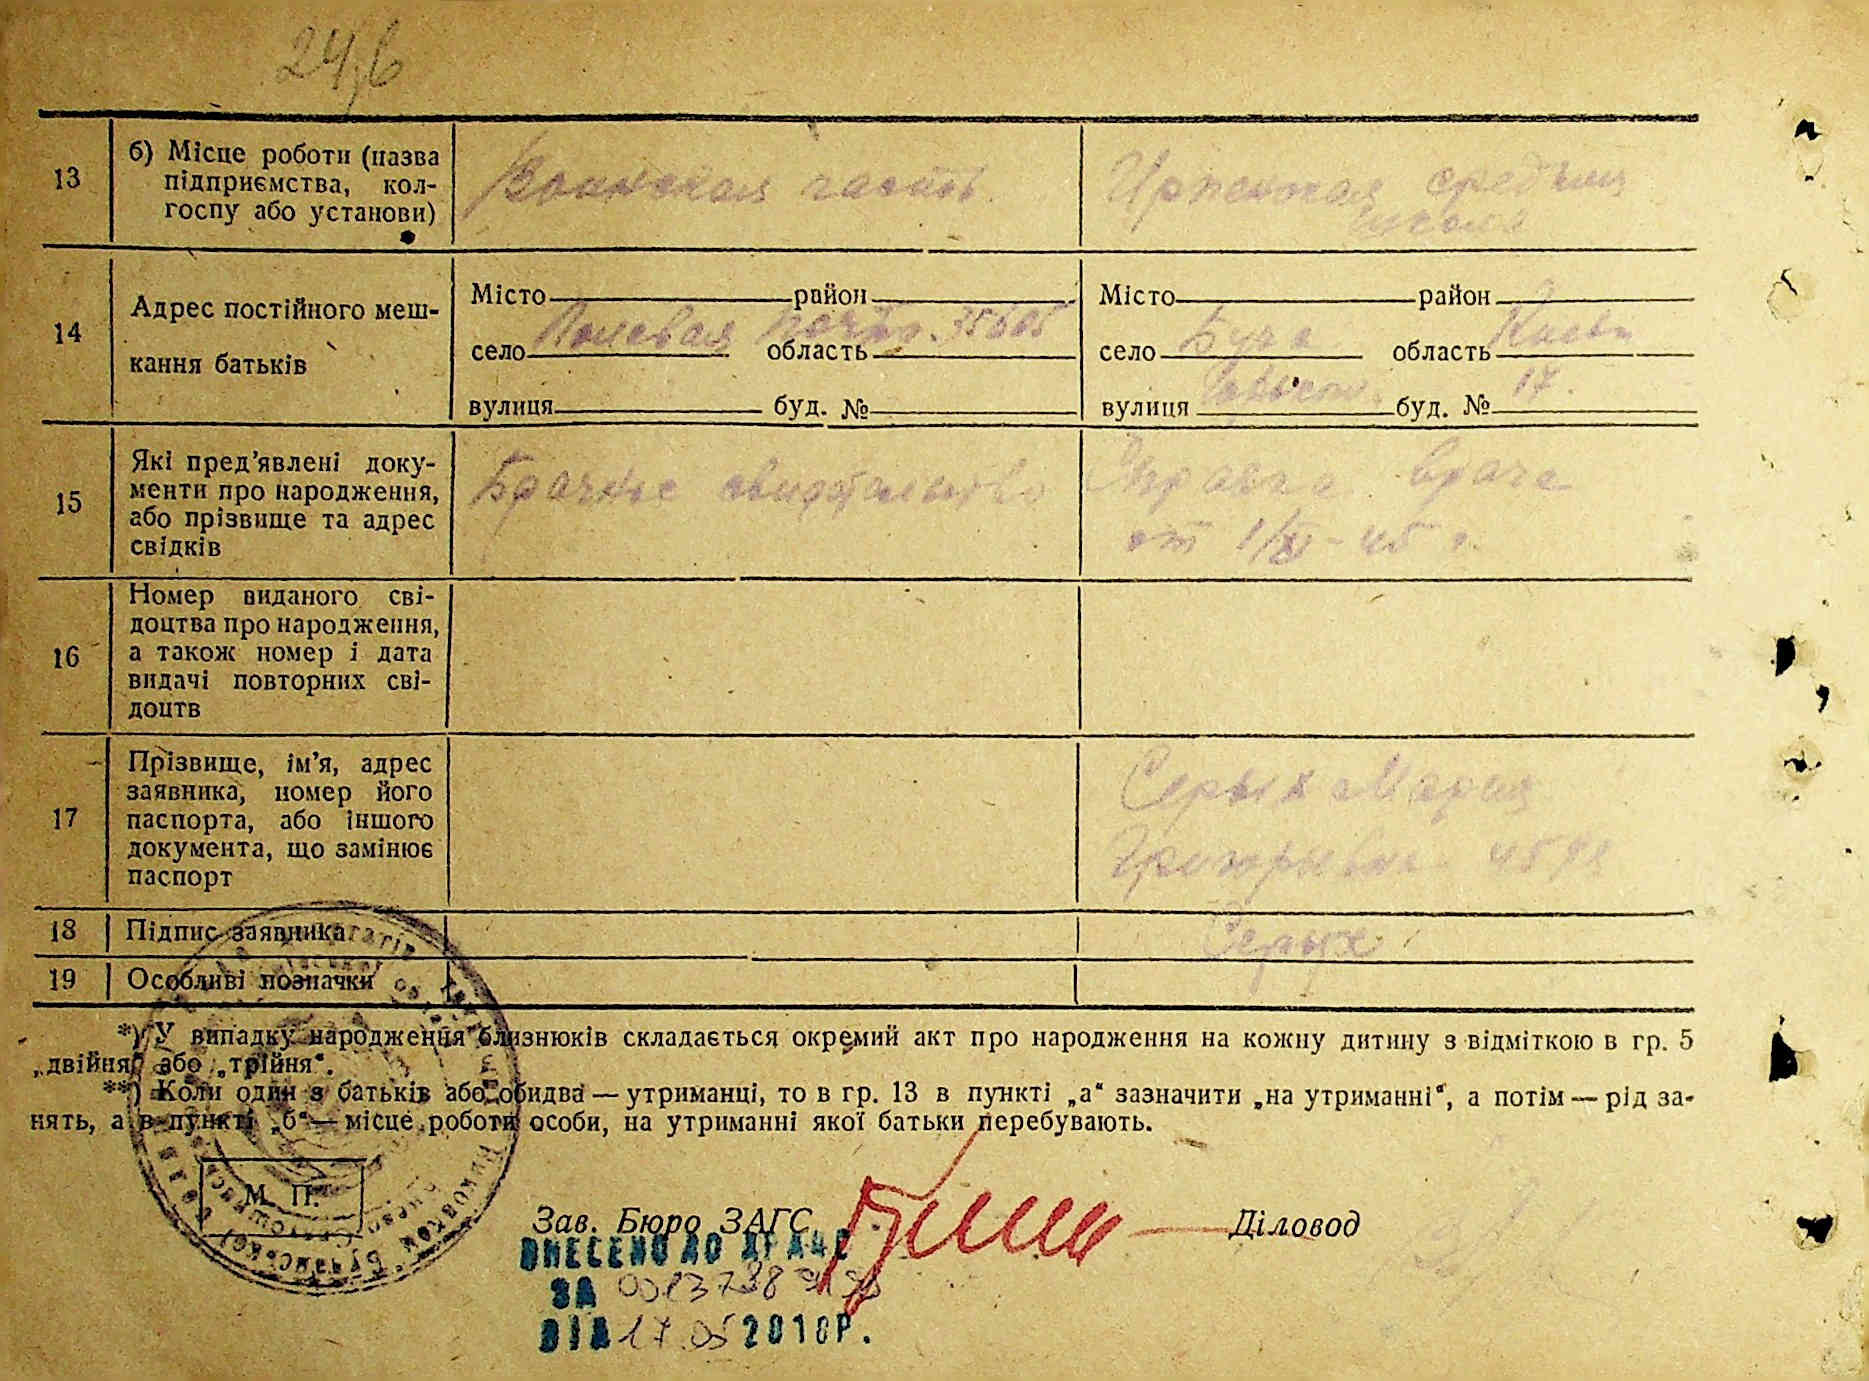 24,6
13
б) Місце роботи (назва
підприємства, кол-
госпу або установи)
Воинская часть
средняя
школа
14
Адрес постійного меш-
кання батьків
Місто район
Полевая почта
село область
вулиця буд. №
Місто район
село Буча область Киевс
вулиця буд. № 17.
15
Які пред’явлені доку-
менти про народження,
або прізвище та адрес
свідків
Брачное свидетельство
Справка врача
от 1/XI - 45 г.
16
Номер виданого сві-
доцтва про народження,
а також номер і дата
видачі повторних сві-
доцтв
17
Прізвище, ім’я, адрес
заявника, номер його
паспорта, або іншого
документа, що замінює
паспорт
Серых Мария
Григорьевна
18
Підпис заявника
Серых
19
Особливі позначки
*) У випадку народження близнюків складається окремий акт про народження на кожну дитину з відміткою в гр. 5
„двійня“ або „трійня“.
**) Коли один з батьків або обидва — утриманці, то в гр. 13 в пункті „а“ зазначити „на утриманні“, а потім — рід за-
нять, а в пункті „б“ — місце роботи особи, на утриманні якої батьки перебувають.
М. П.
Зав. Бюро ЗАГС
Діловод
ВНЕСЕНО ДО ДРАЦС
ЗА
ВІД 17.05 2018Р.